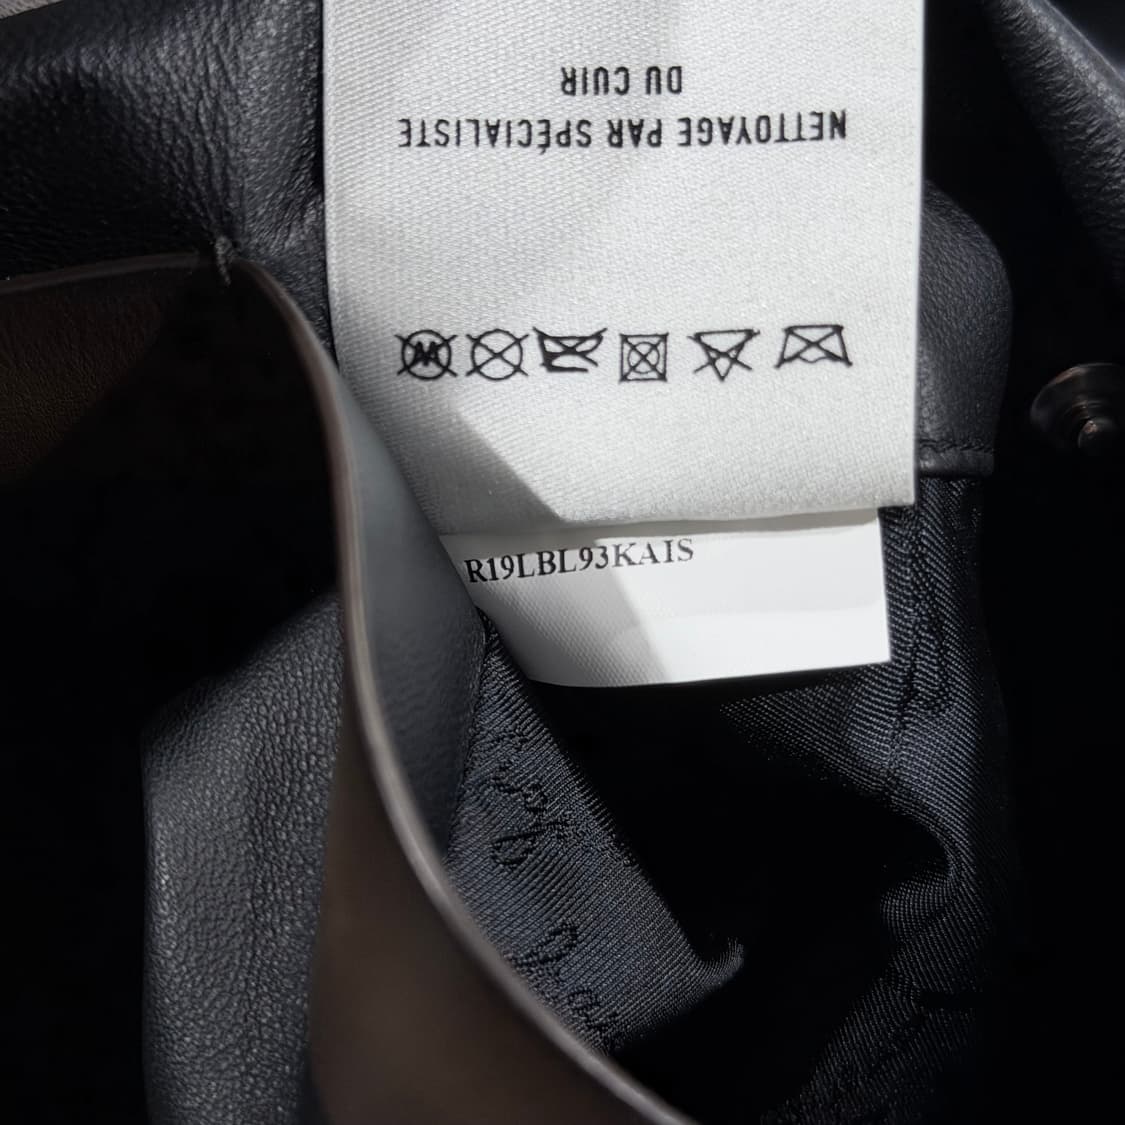 NETTOYAGE PAR SPÉCIALISTE
DU CUIR
R19LBL93KAIS